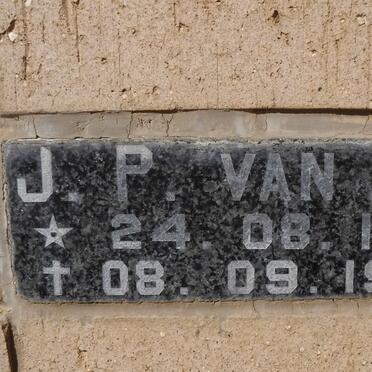 J. P. VAN
★ 24. 08. 1
✝ 08. 09. 19